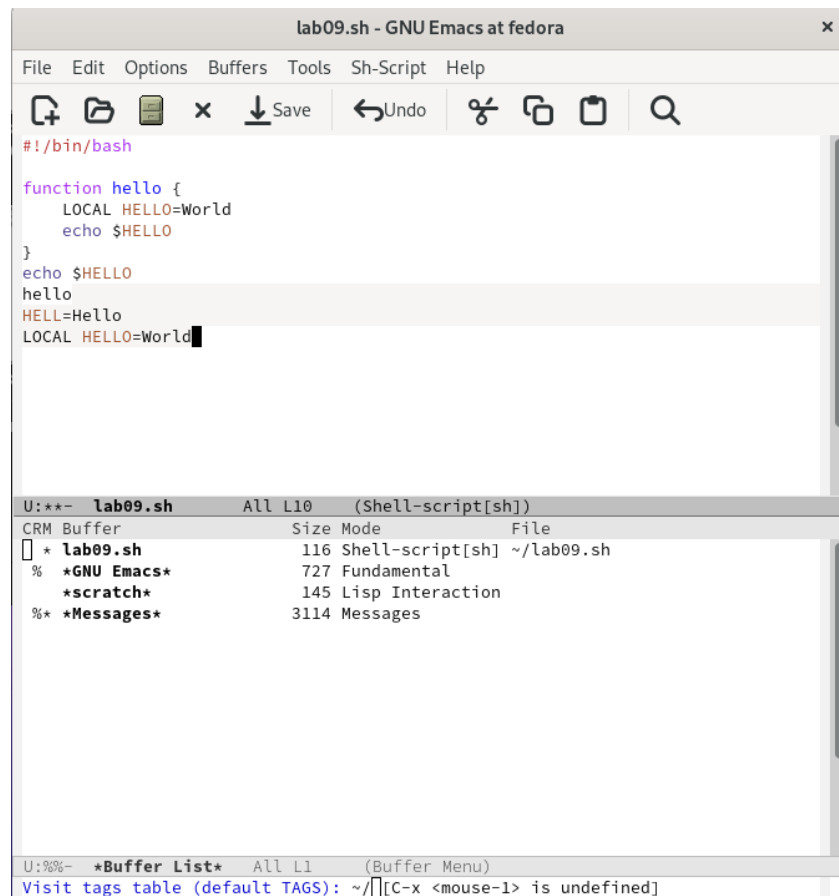 lab09.sh - GNU Emacs at fedora ×
File Edit Options Buffers Tools Sh-Script Help
Save Undo
#!/bin/bash
function hello {
    LOCAL HELLO=World
    echo $HELLO
}
echo $HELLO
hello
HELL=Hello
LOCAL HELLO=World
U:**-  lab09.sh       All L10    (Shell-script[sh])
CRM Buffer                Size Mode             File
  * lab09.sh               116 Shell-script[sh] ~/lab09.sh
 %  *GNU Emacs*            727 Fundamental
    *scratch*              145 Lisp Interaction
 %* *Messages*            3114 Messages
U:%%-  *Buffer List*   All L1     (Buffer Menu)
Visit tags table (default TAGS): ~/[C-x <mouse-1> is undefined]